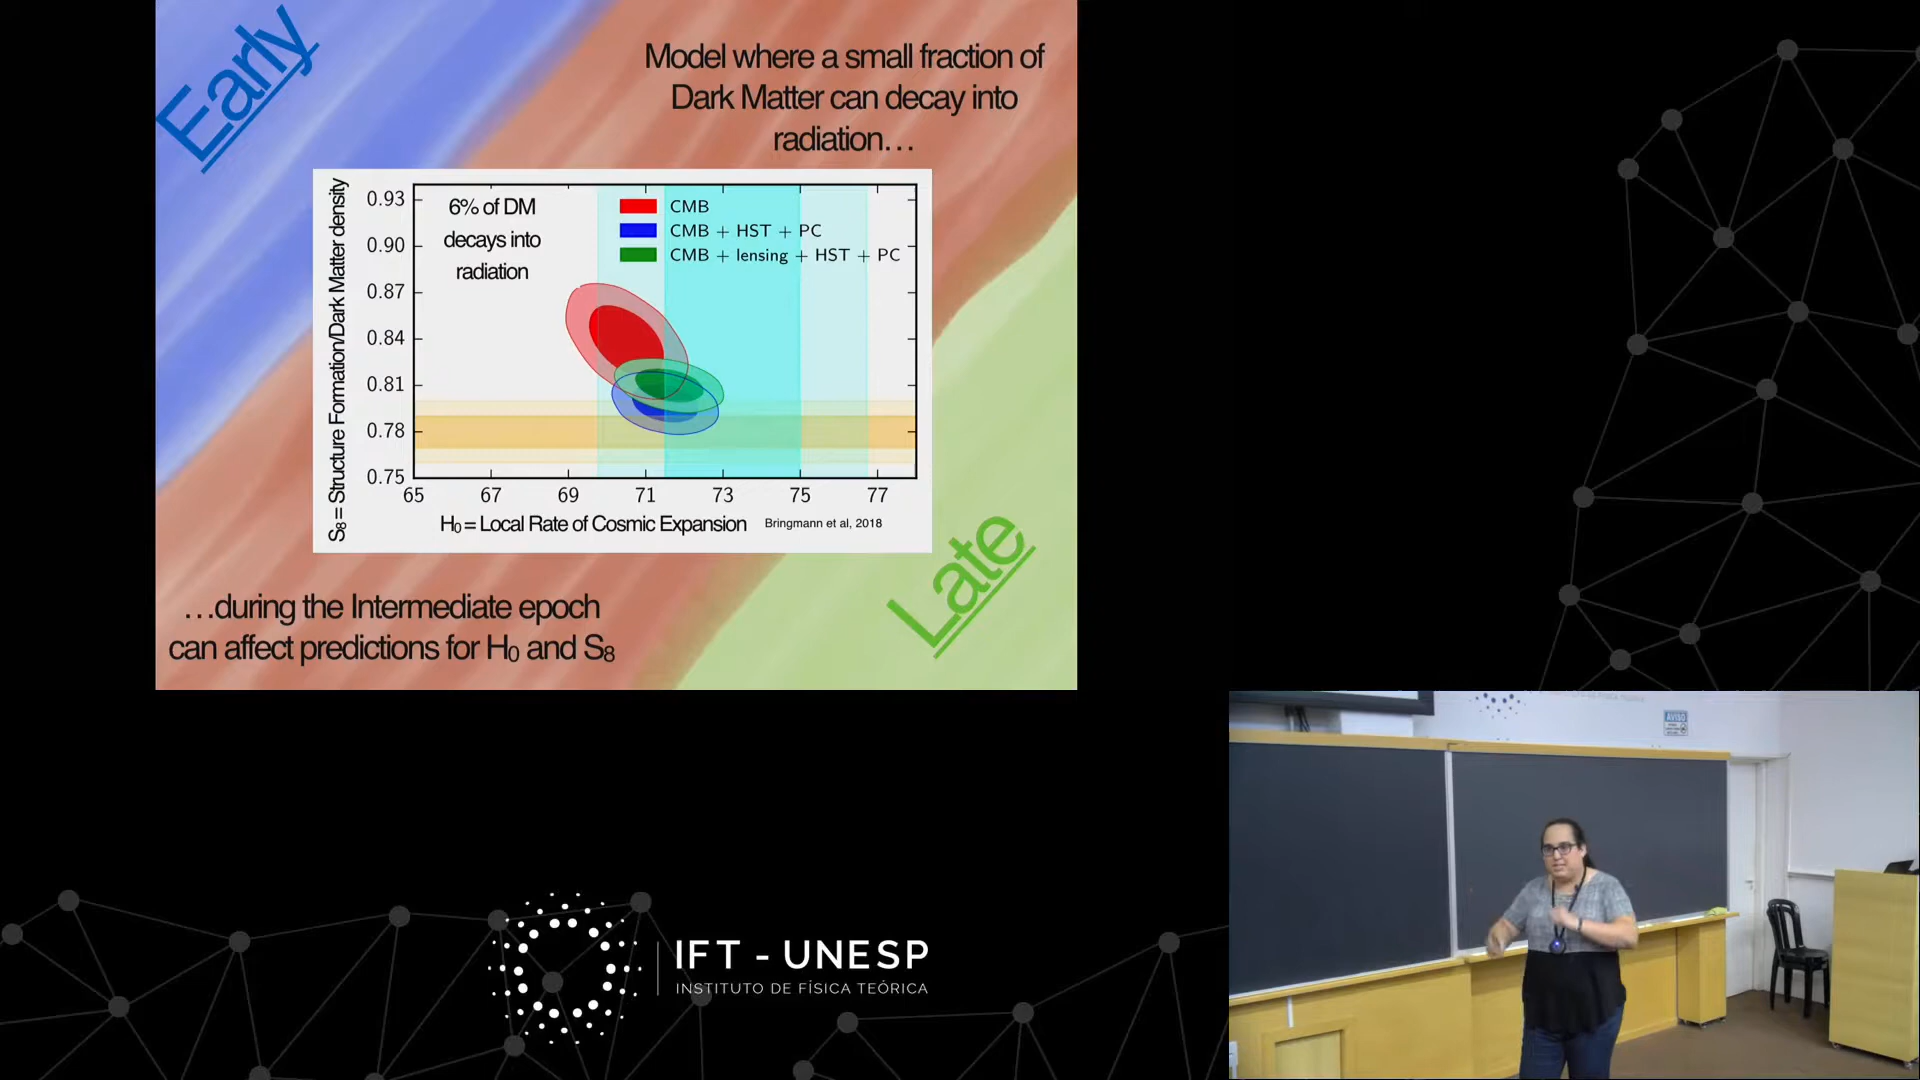 Early
Model where a small fraction of
Dark Matter can decay into
radiation…
S₈ = Structure Formation/Dark Matter density
0.93
0.90
0.87
0.84
0.81
0.78
0.75
6% of DM
decays into
radiation
CMB
CMB + HST + PC
CMB + lensing + HST + PC
65 67 69 71 73 75 77
H₀ = Local Rate of Cosmic Expansion
Bringmann et al, 2018
Late
…during the Intermediate epoch
can affect predictions for H₀ and S₈
AVISO
IFT - UNESP
INSTITUTO DE FÍSICA TEÓRICA